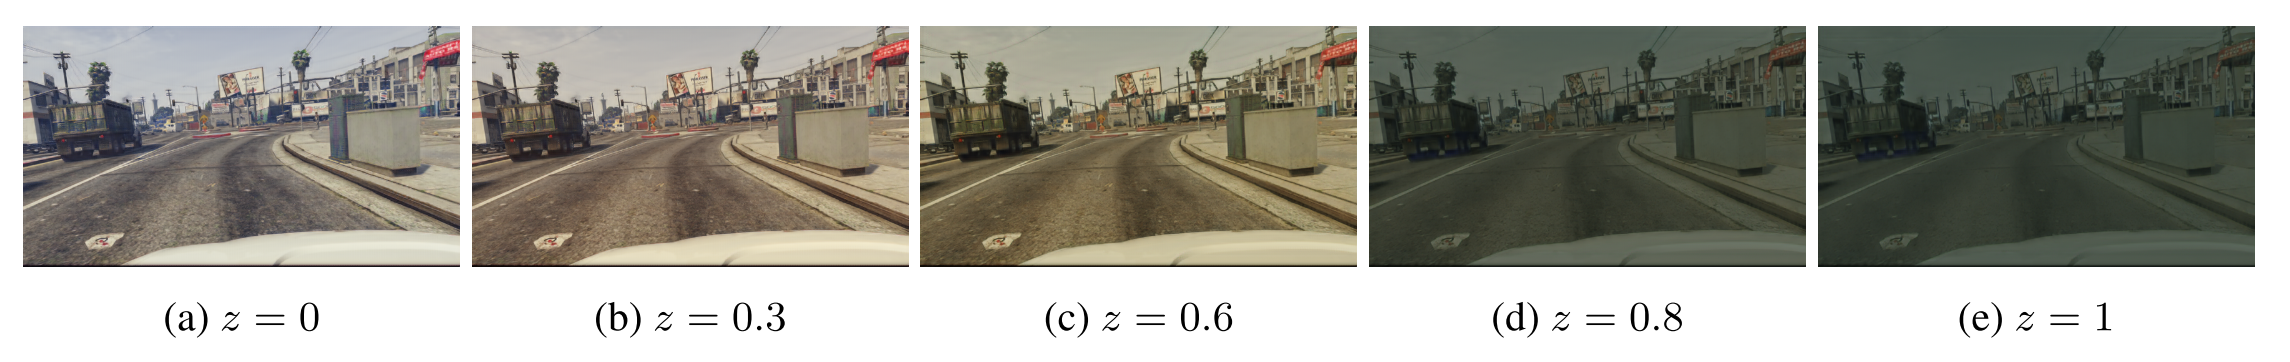 (a) z = 0
(b) z = 0.3
(c) z = 0.6
(d) z = 0.8
(e) z = 1